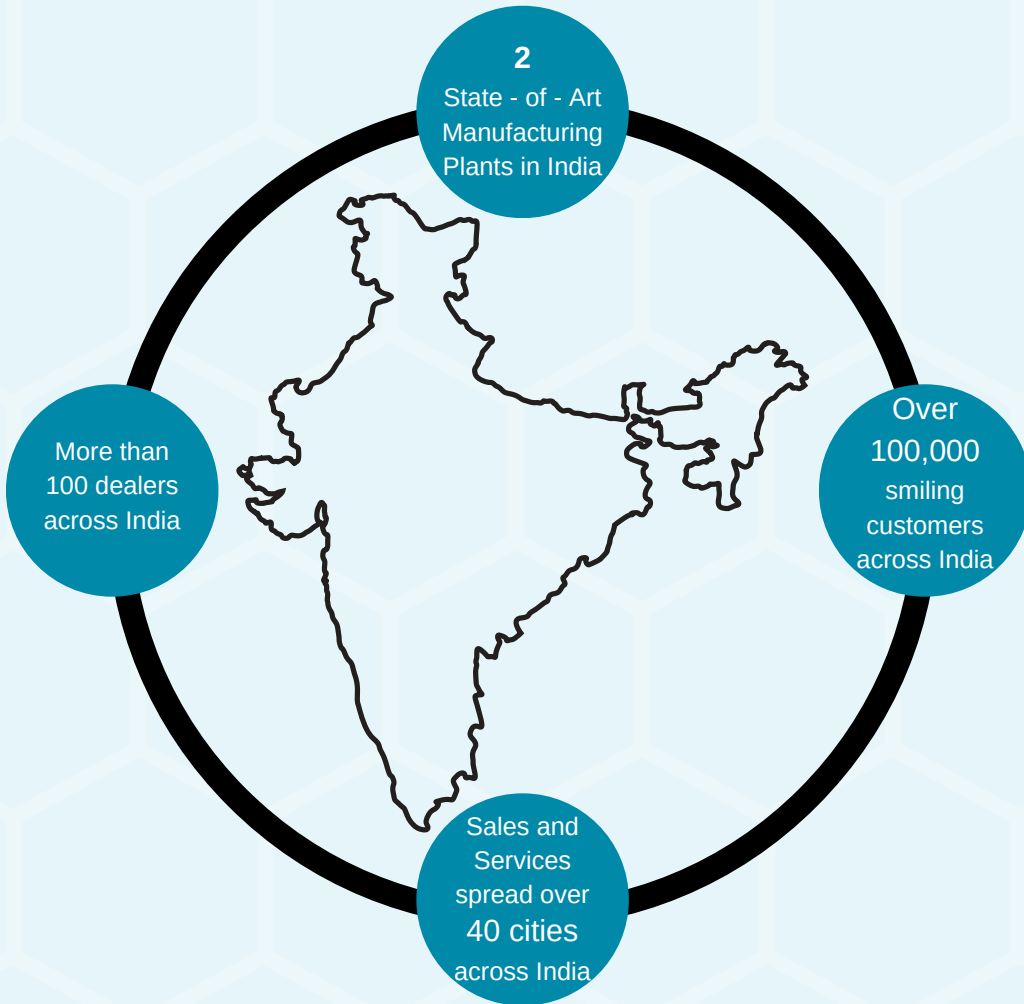 2
State - of - Art
Manufacturing
Plants in India
More than
100 dealers
across India
Over
100,000
smiling
customers
across India
Sales and
Services
spread over
40 cities
across India